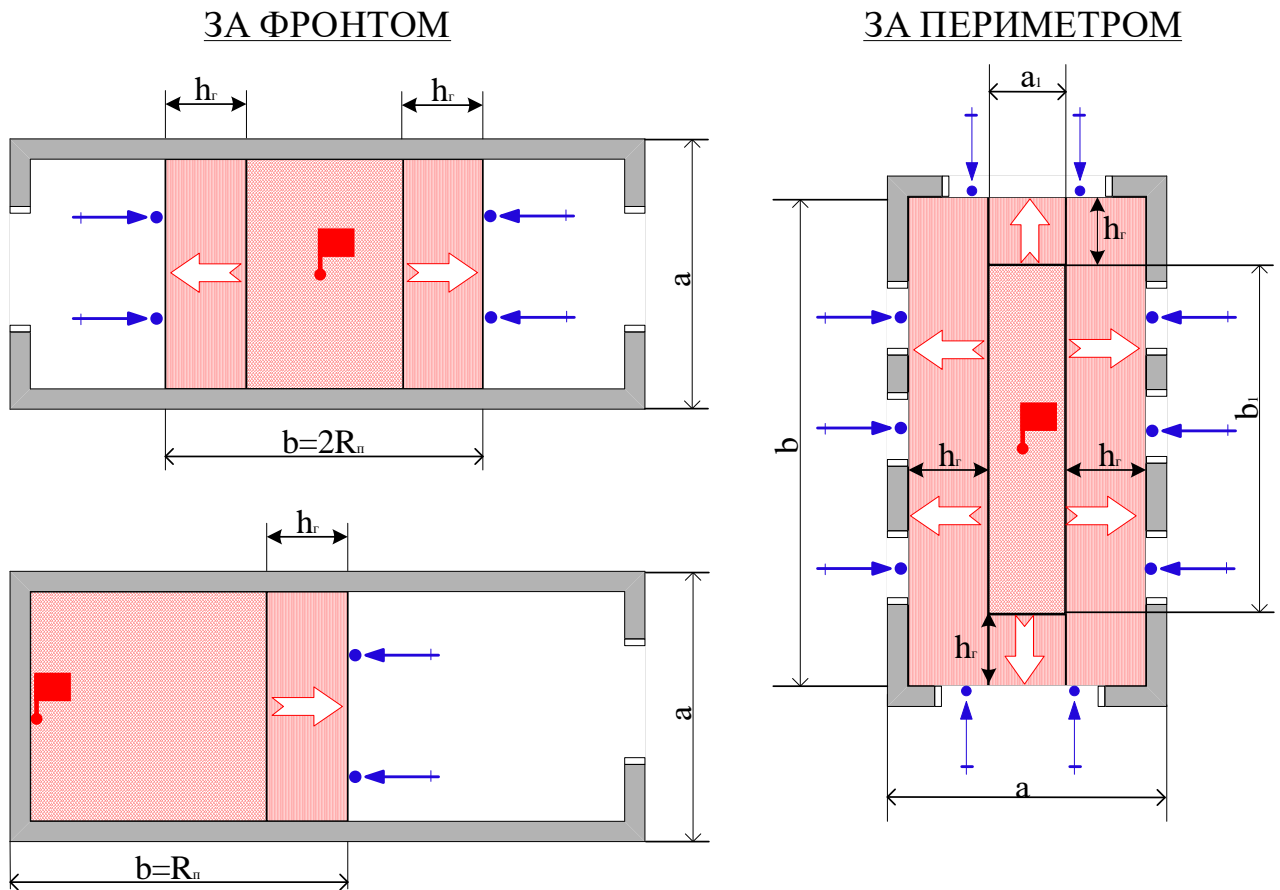 ЗА ФРОНТОМ
hг
hг
a
b=2Rп
hг
a
b=Rп
ЗА ПЕРИМЕТРОМ
a1
hг
b
b1
hг
hг
hг
a